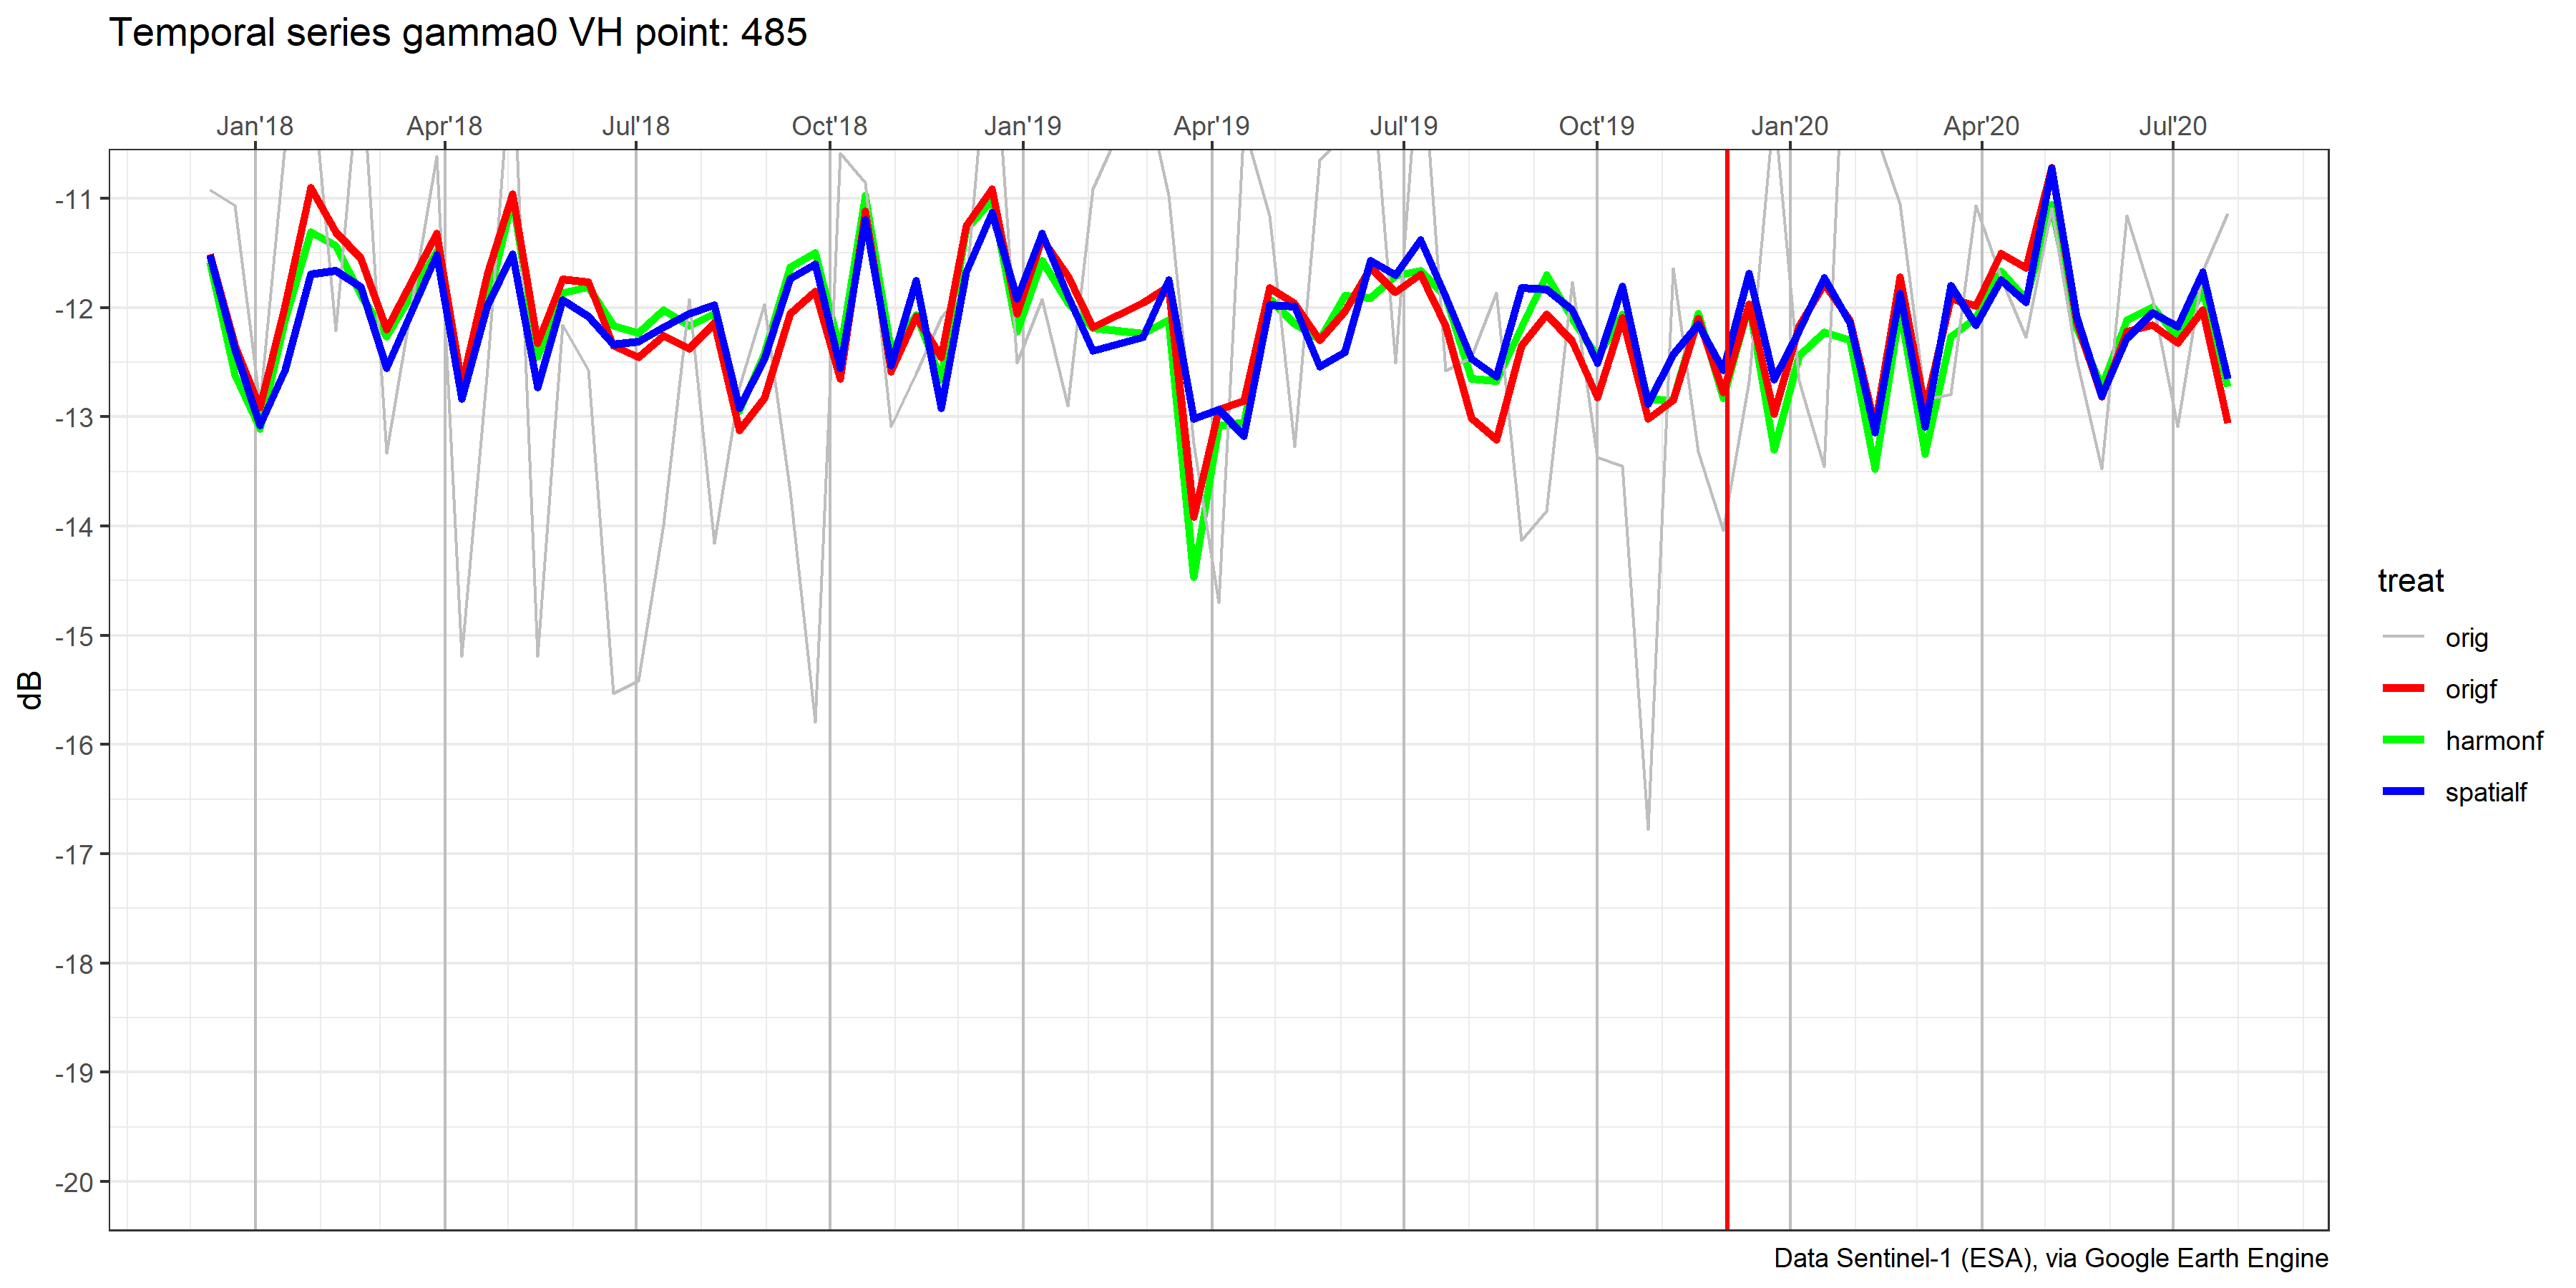 Temporal series gamma0 VH point: 485
Jan'18 Apr'18 Jul'18 Oct'18 Jan'19 Apr'19 Jul'19 Oct'19 Jan'20 Apr'20 Jul'20
-11
-12
-13
-14
-15
-16
-17
-18
-19
-20
dB
treat
orig
origf
harmonf
spatialf
Data Sentinel-1 (ESA), via Google Earth Engine